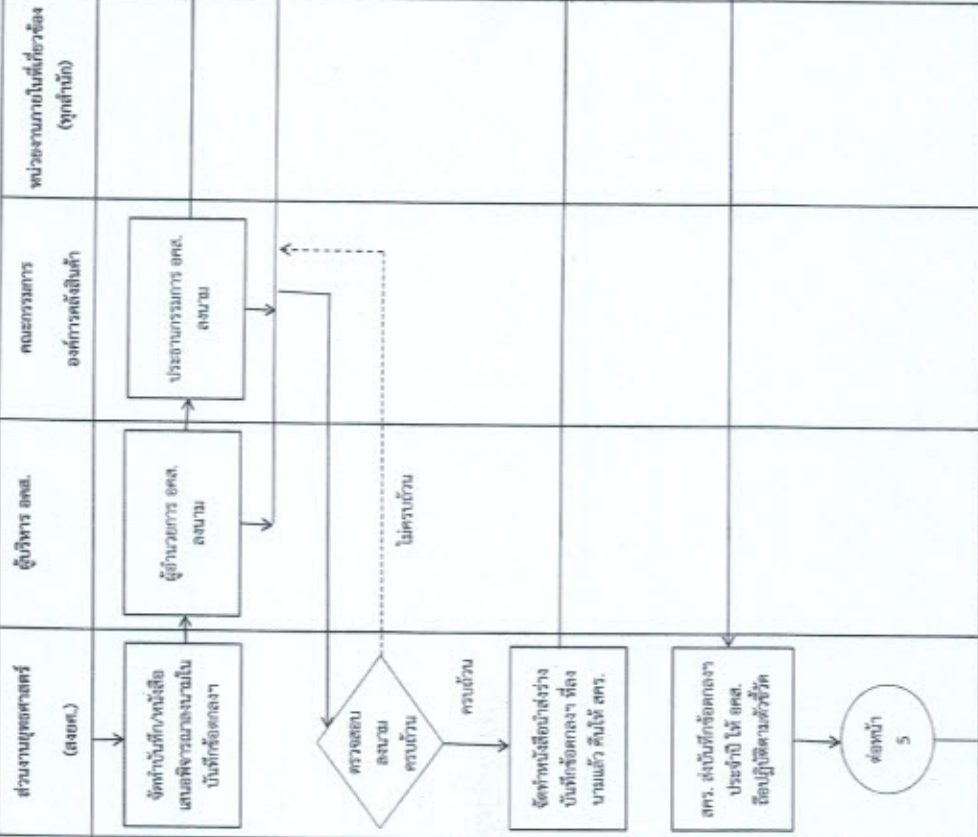 ส่วนงานยุทธศาสตร์
(สงยศ.)
ผู้บริหาร อคส.
คณะกรรมการ
องค์การคลังสินค้า
หน่วยงานภายในที่เกี่ยวข้อง
(ทุกสำนัก)
จัดทำบันทึก/หนังสือ
เสนอพิจารณาลงนามใน
บันทึกข้อตกลงฯ
ผู้อำนวยการ อคส.
ลงนาม
ประธานกรรมการ อคส.
ลงนาม
ตรวจสอบ
ลงนาม
ครบถ้วน
ไม่ครบถ้วน
ครบถ้วน
จัดทำหนังสือนำส่งร่าง
บันทึกข้อตกลงฯ ที่ลง
นามแล้ว คืนให้ สคร.
สคร. ส่งบันทึกข้อตกลงฯ
ประจำปี ให้ อคส.
ถือปฏิบัติตามตัวชี้วัด
ต่อหน้า
5